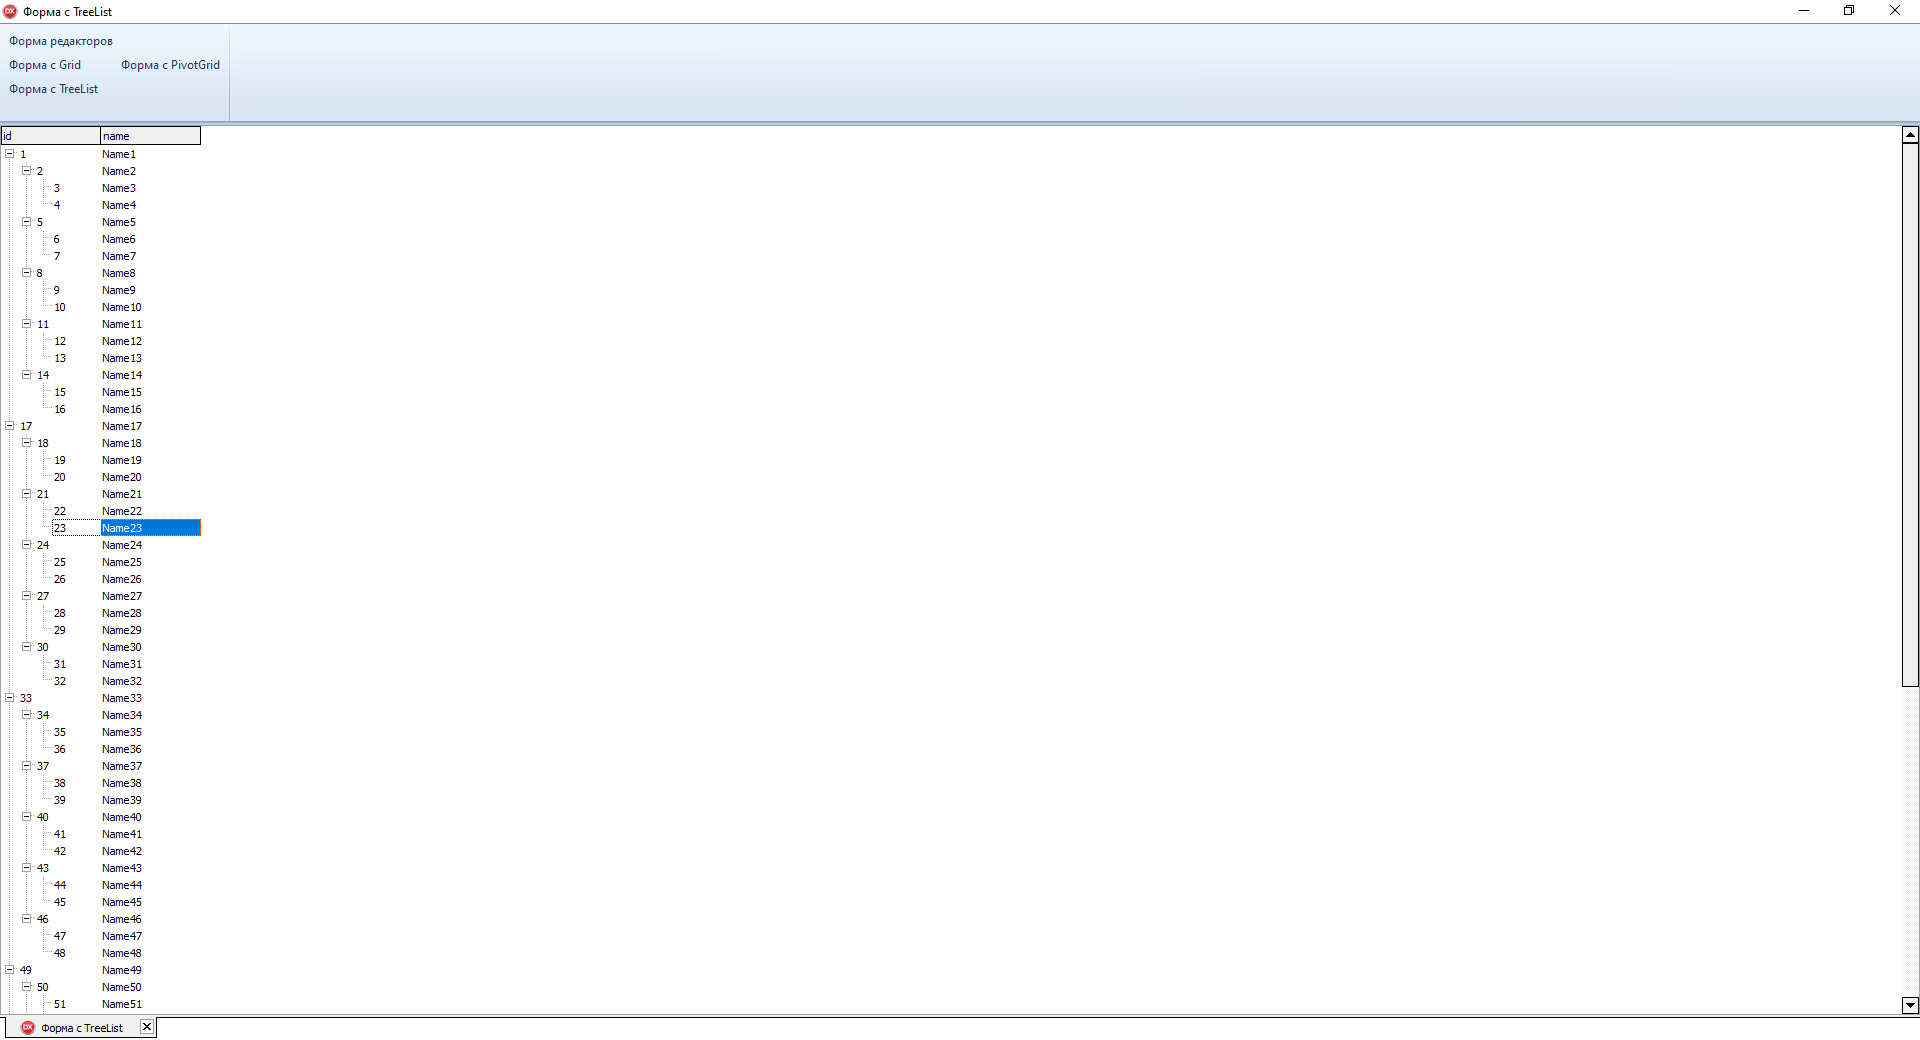 DX Форма с TreeList
Форма редакторов
Форма с Grid Форма с PivotGrid
Форма с TreeList
id name
1 Name1
2 Name2
3 Name3
4 Name4
5 Name5
6 Name6
7 Name7
8 Name8
9 Name9
10 Name10
11 Name11
12 Name12
13 Name13
14 Name14
15 Name15
16 Name16
17 Name17
18 Name18
19 Name19
20 Name20
21 Name21
22 Name22
23 Name23
24 Name24
25 Name25
26 Name26
27 Name27
28 Name28
29 Name29
30 Name30
31 Name31
32 Name32
33 Name33
34 Name34
35 Name35
36 Name36
37 Name37
38 Name38
39 Name39
40 Name40
41 Name41
42 Name42
43 Name43
44 Name44
45 Name45
46 Name46
47 Name47
48 Name48
49 Name49
50 Name50
51 Name51
DX Форма с TreeList